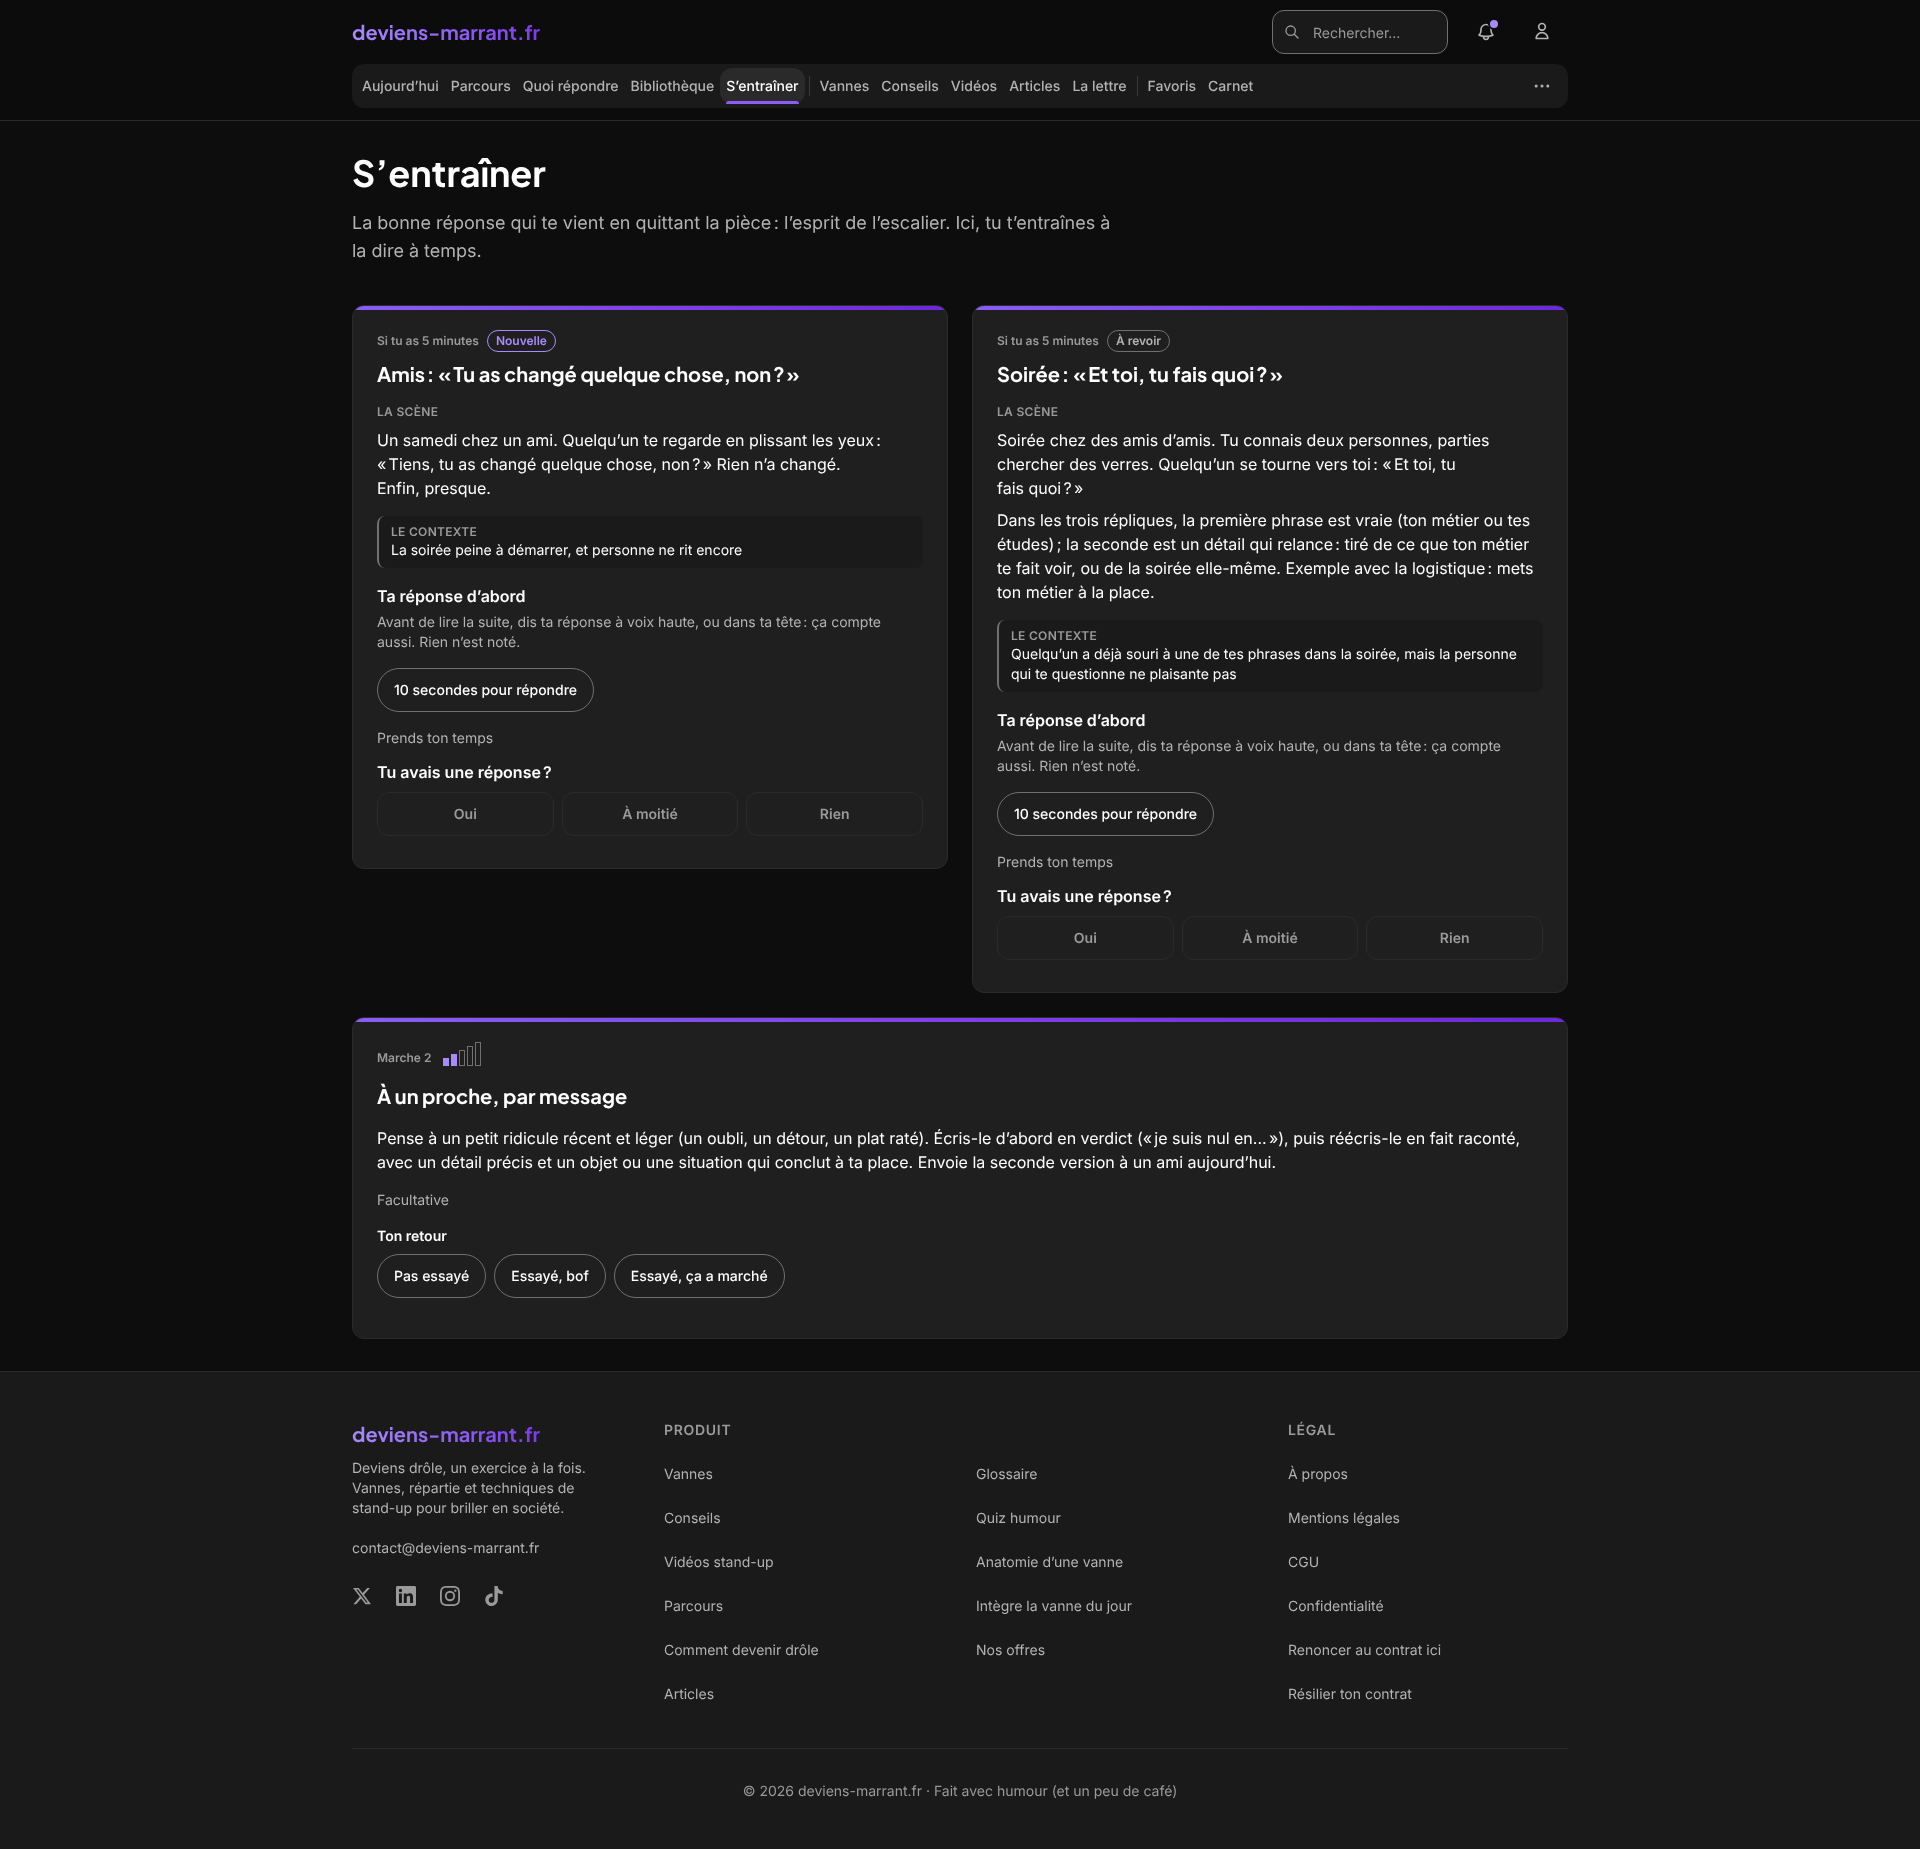 deviens-marrant.fr
Rechercher...
Aujourd’hui Parcours Quoi répondre Bibliothèque S’entraîner Vannes Conseils Vidéos Articles La lettre Favoris Carnet
S’entraîner
La bonne réponse qui te vient en quittant la pièce : l’esprit de l’escalier. Ici, tu t’entraînes à
la dire à temps.
Si tu as 5 minutes Nouvelle
Amis : « Tu as changé quelque chose, non ? »
LA SCÈNE
Un samedi chez un ami. Quelqu’un te regarde en plissant les yeux :
« Tiens, tu as changé quelque chose, non ? » Rien n’a changé.
Enfin, presque.
LE CONTEXTE
La soirée peine à démarrer, et personne ne rit encore
Ta réponse d’abord
Avant de lire la suite, dis ta réponse à voix haute, ou dans ta tête : ça compte
aussi. Rien n’est noté.
10 secondes pour répondre
Prends ton temps
Tu avais une réponse ?
Oui À moitié Rien
Si tu as 5 minutes À revoir
Soirée : « Et toi, tu fais quoi ? »
LA SCÈNE
Soirée chez des amis d’amis. Tu connais deux personnes, parties
chercher des verres. Quelqu’un se tourne vers toi : « Et toi, tu
fais quoi ? »
Dans les trois répliques, la première phrase est vraie (ton métier ou tes
études) ; la seconde est un détail qui relance : tiré de ce que ton métier
te fait voir, ou de la soirée elle-même. Exemple avec la logistique : mets
ton métier à la place.
LE CONTEXTE
Quelqu’un a déjà souri à une de tes phrases dans la soirée, mais la personne
qui te questionne ne plaisante pas
Ta réponse d’abord
Avant de lire la suite, dis ta réponse à voix haute, ou dans ta tête : ça compte
aussi. Rien n’est noté.
10 secondes pour répondre
Prends ton temps
Tu avais une réponse ?
Oui À moitié Rien
Marche 2
À un proche, par message
Pense à un petit ridicule récent et léger (un oubli, un détour, un plat raté). Écris-le d’abord en verdict (« je suis nul en… »), puis réécris-le en fait raconté,
avec un détail précis et un objet ou une situation qui conclut à ta place. Envoie la seconde version à un ami aujourd’hui.
Facultative
Ton retour
Pas essayé Essayé, bof Essayé, ça a marché
deviens-marrant.fr
Deviens drôle, un exercice à la fois.
Vannes, répartie et techniques de
stand-up pour briller en société.
contact@deviens-marrant.fr
PRODUIT
Vannes
Conseils
Vidéos stand-up
Parcours
Comment devenir drôle
Articles
Glossaire
Quiz humour
Anatomie d’une vanne
Intègre la vanne du jour
Nos offres
LÉGAL
À propos
Mentions légales
CGU
Confidentialité
Renoncer au contrat ici
Résilier ton contrat
© 2026 deviens-marrant.fr · Fait avec humour (et un peu de café)